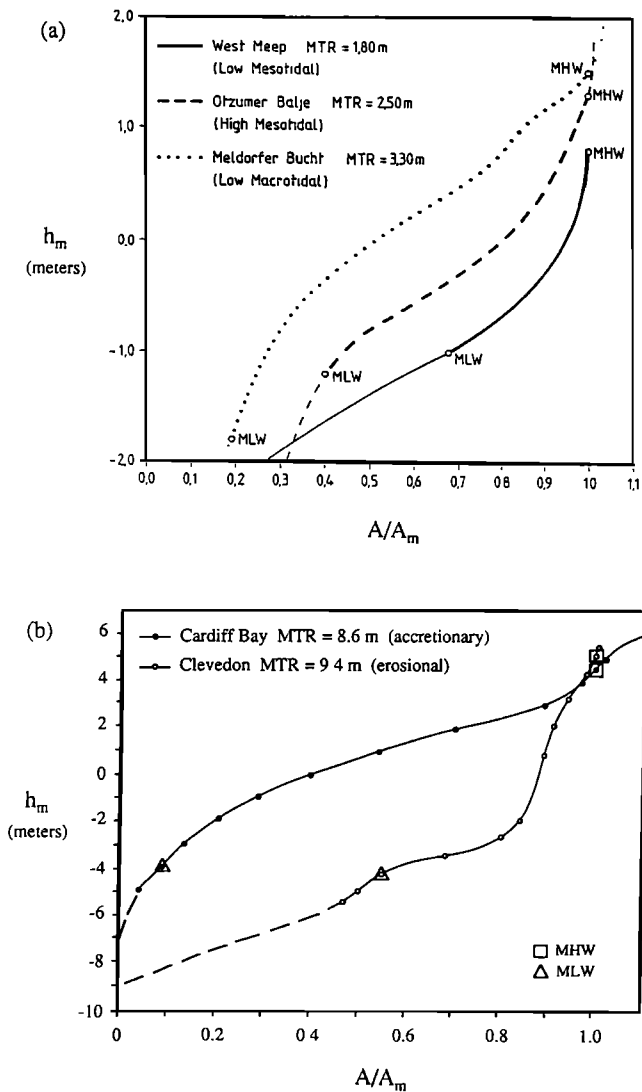 (a)
2,0
West Meep MTR = 1,80 m
(Low Mesotidal)
Otzumer Balje MTR = 2,50 m
(High Mesotidal)
Meldorfer Bucht MTR = 3,30 m
(Low Macrotidal)
MHW
MHW
MHW
1,0
0,0
-1,0
-2,0
hm
(meters)
MLW
MLW
MLW
0,0 0,1 0,2 0,3 0,4 0,5 0,6 0,7 0,8 0,9 1,0 1,1
A/Am
(b)
Cardiff Bay MTR = 8.6 m (accretionary)
Clevedon MTR = 9 4 m (erosional)
6
4
2
0
-2
-4
-6
-8
-10
hm
(meters)
MHW
MLW
0 0.2 0 4 0.6 0.8 1.0
A/Am